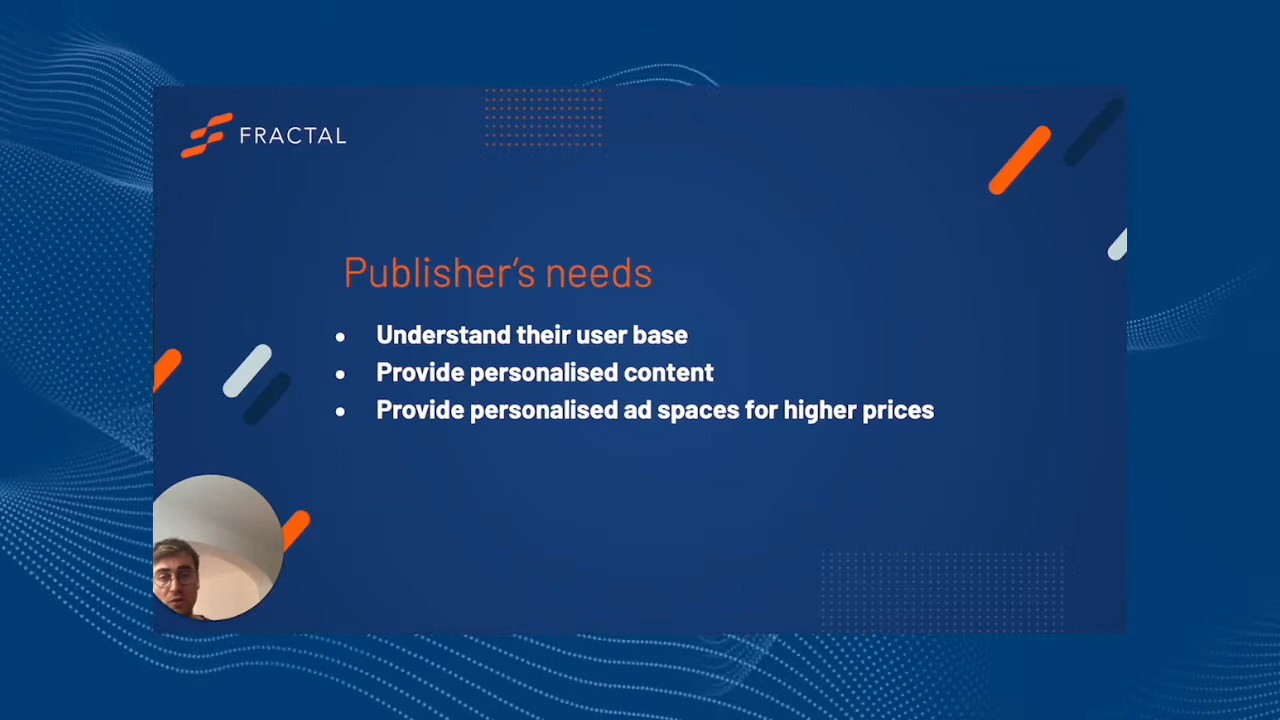 FRACTAL
Publisher's needs
• Understand their user base
• Provide personalised content
• Provide personalised ad spaces for higher prices